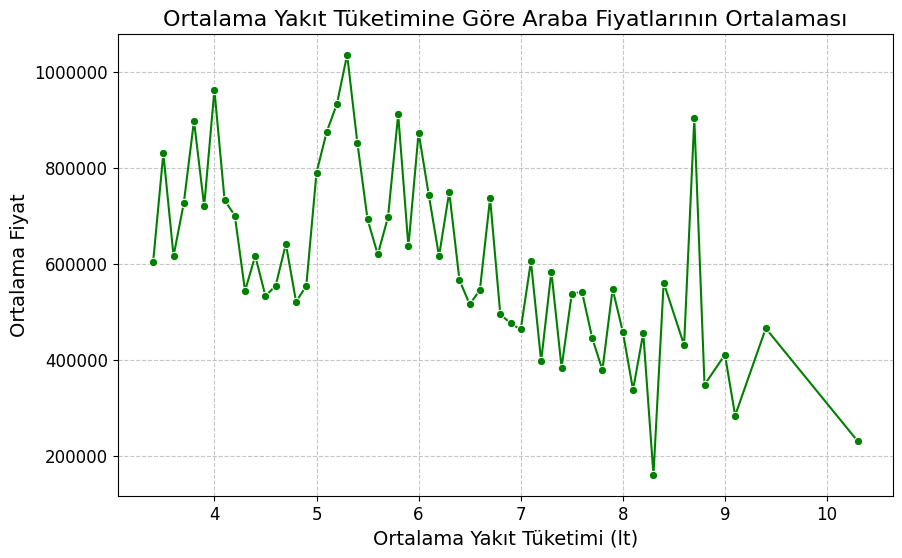 Ortalama Yakıt Tüketimine Göre Araba Fiyatlarının Ortalaması
1000000
800000
600000
400000
200000
Ortalama Fiyat
4 5 6 7 8 9 10
Ortalama Yakıt Tüketimi (lt)